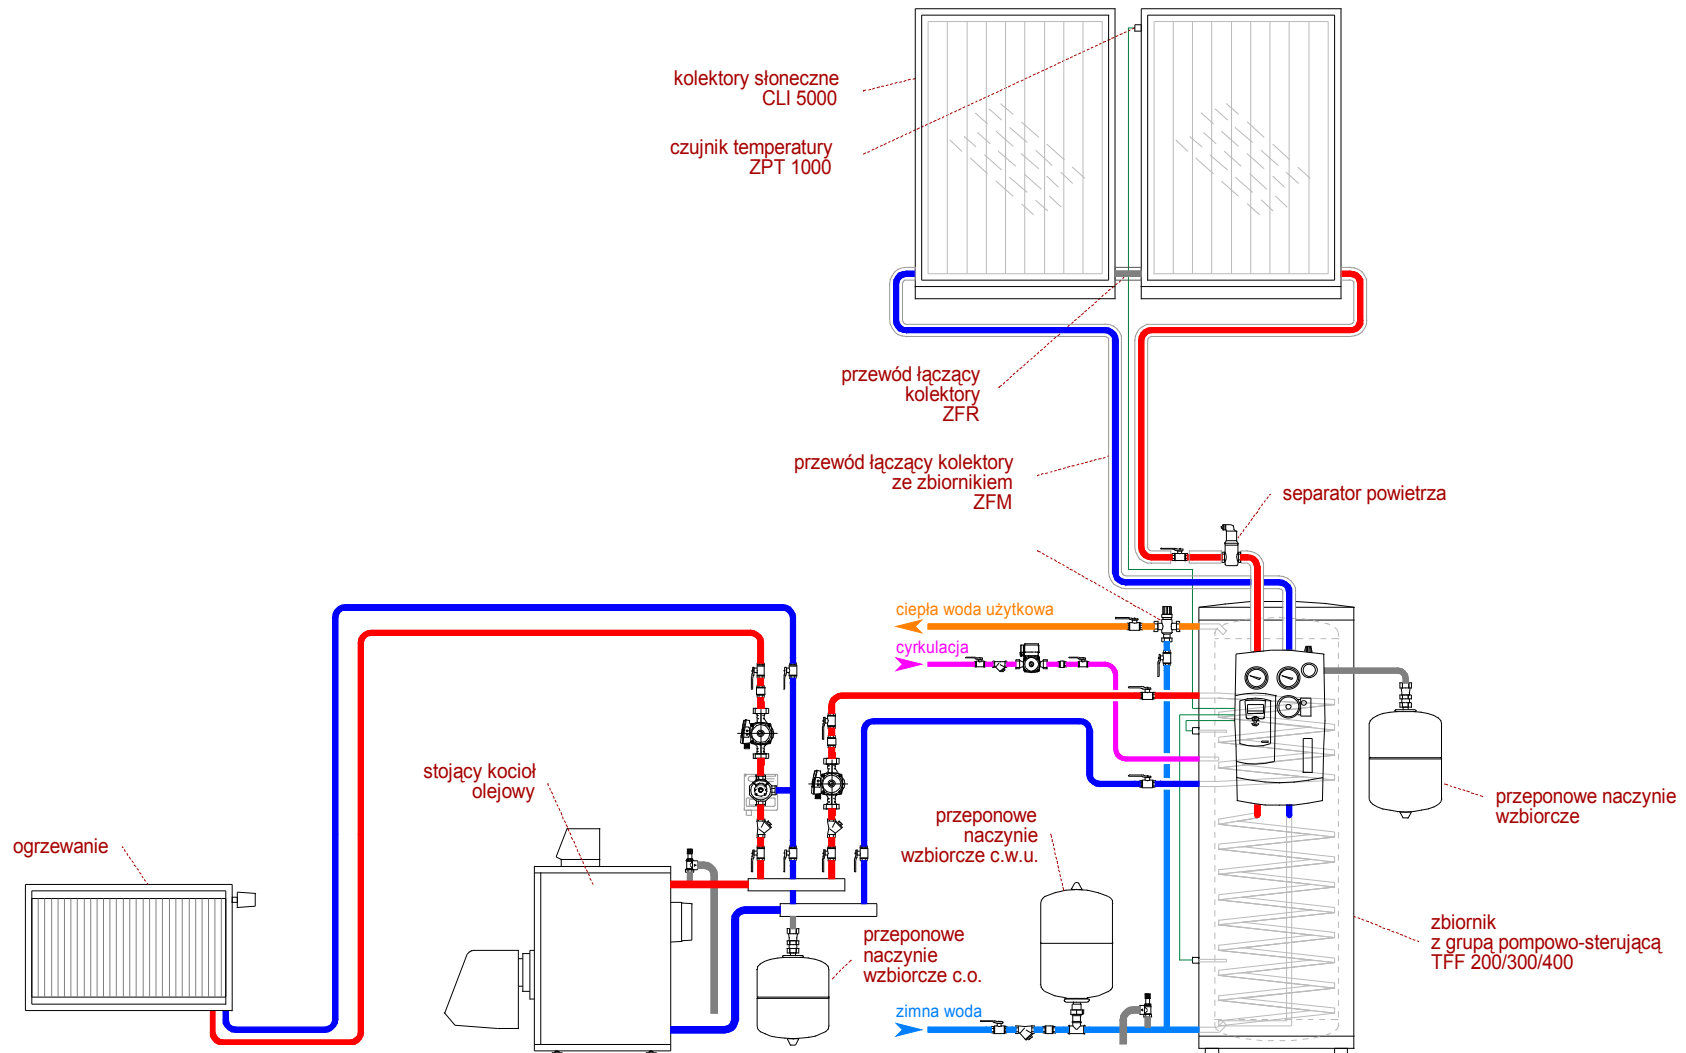 kolektory słoneczne
CLI 5000
czujnik temperatury
ZPT 1000
przewód łączący
kolektory
ZFR
przewód łączący kolektory
ze zbiornikiem
ZFM
separator powietrza
ciepła woda użytkowa
cyrkulacja
stojący kocioł
olejowy
ogrzewanie
przeponowe
naczynie
wzbiorcze c.w.u.
przeponowe naczynie
wzbiorcze
przeponowe
naczynie
wzbiorcze c.o.
zbiornik
z grupą pompowo-sterującą
TFF 200/300/400
zimna woda